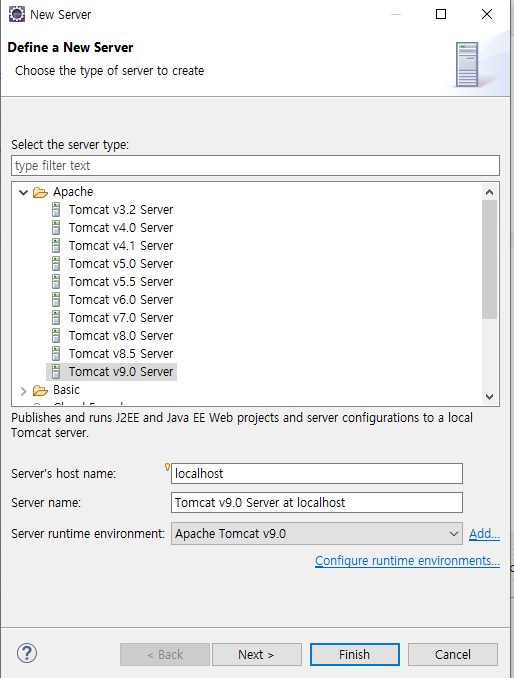 New Server
Define a New Server
Choose the type of server to create
Select the server type:
type filter text
Apache
Tomcat v3.2 Server
Tomcat v4.0 Server
Tomcat v4.1 Server
Tomcat v5.0 Server
Tomcat v5.5 Server
Tomcat v6.0 Server
Tomcat v7.0 Server
Tomcat v8.0 Server
Tomcat v8.5 Server
Tomcat v9.0 Server
Basic
Publishes and runs J2EE and Java EE Web projects and server configurations to a local
Tomcat server.
Server's host name: localhost
Server name: Tomcat v9.0 Server at localhost
Server runtime environment: Apache Tomcat v9.0 Add...
Configure runtime environments...
? < Back Next > Finish Cancel